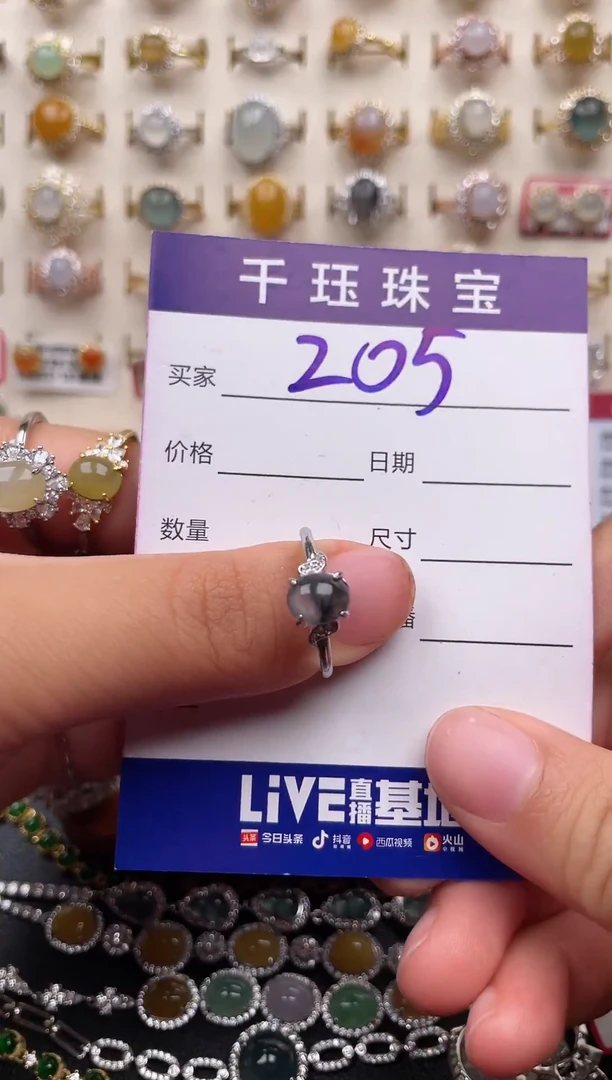 千珏珠宝
买家 205
价格 日期
数量 尺寸
播
LiVE直播基地
今日头条 抖音 西瓜视频 火山